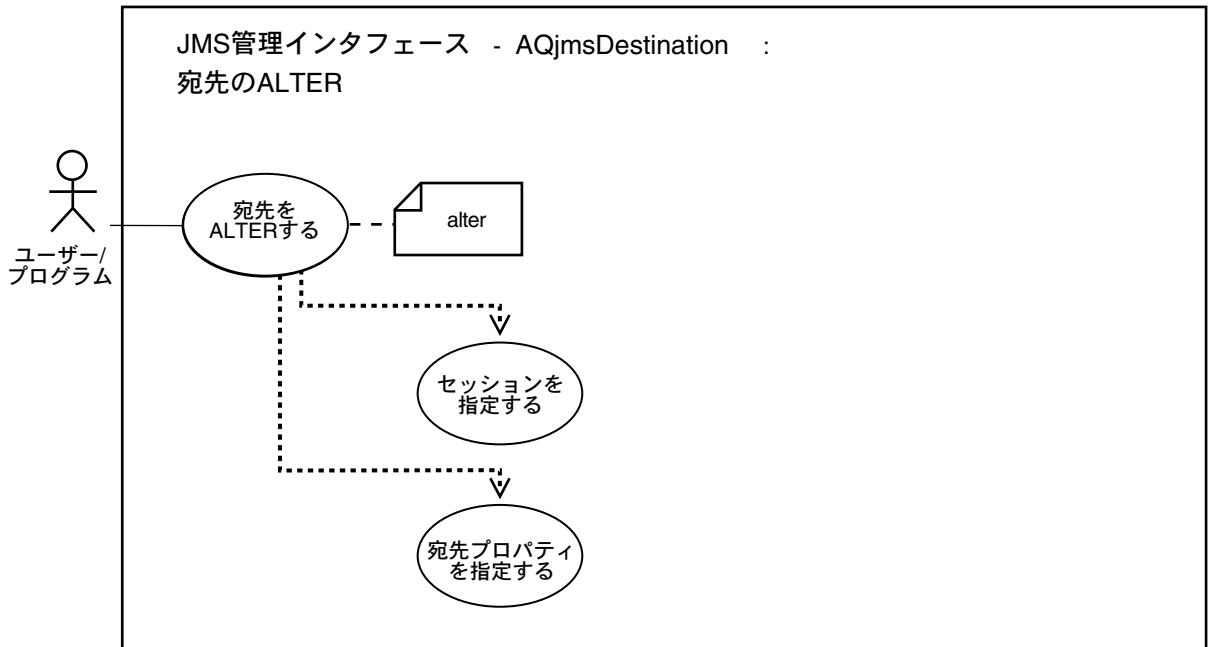 JMS管理インタフェース - AQjmsDestination :
宛先のALTER
宛先を
ALTERする
alter
ユーザー/
プログラム
セッションを
指定する
宛先プロパティ
を指定する